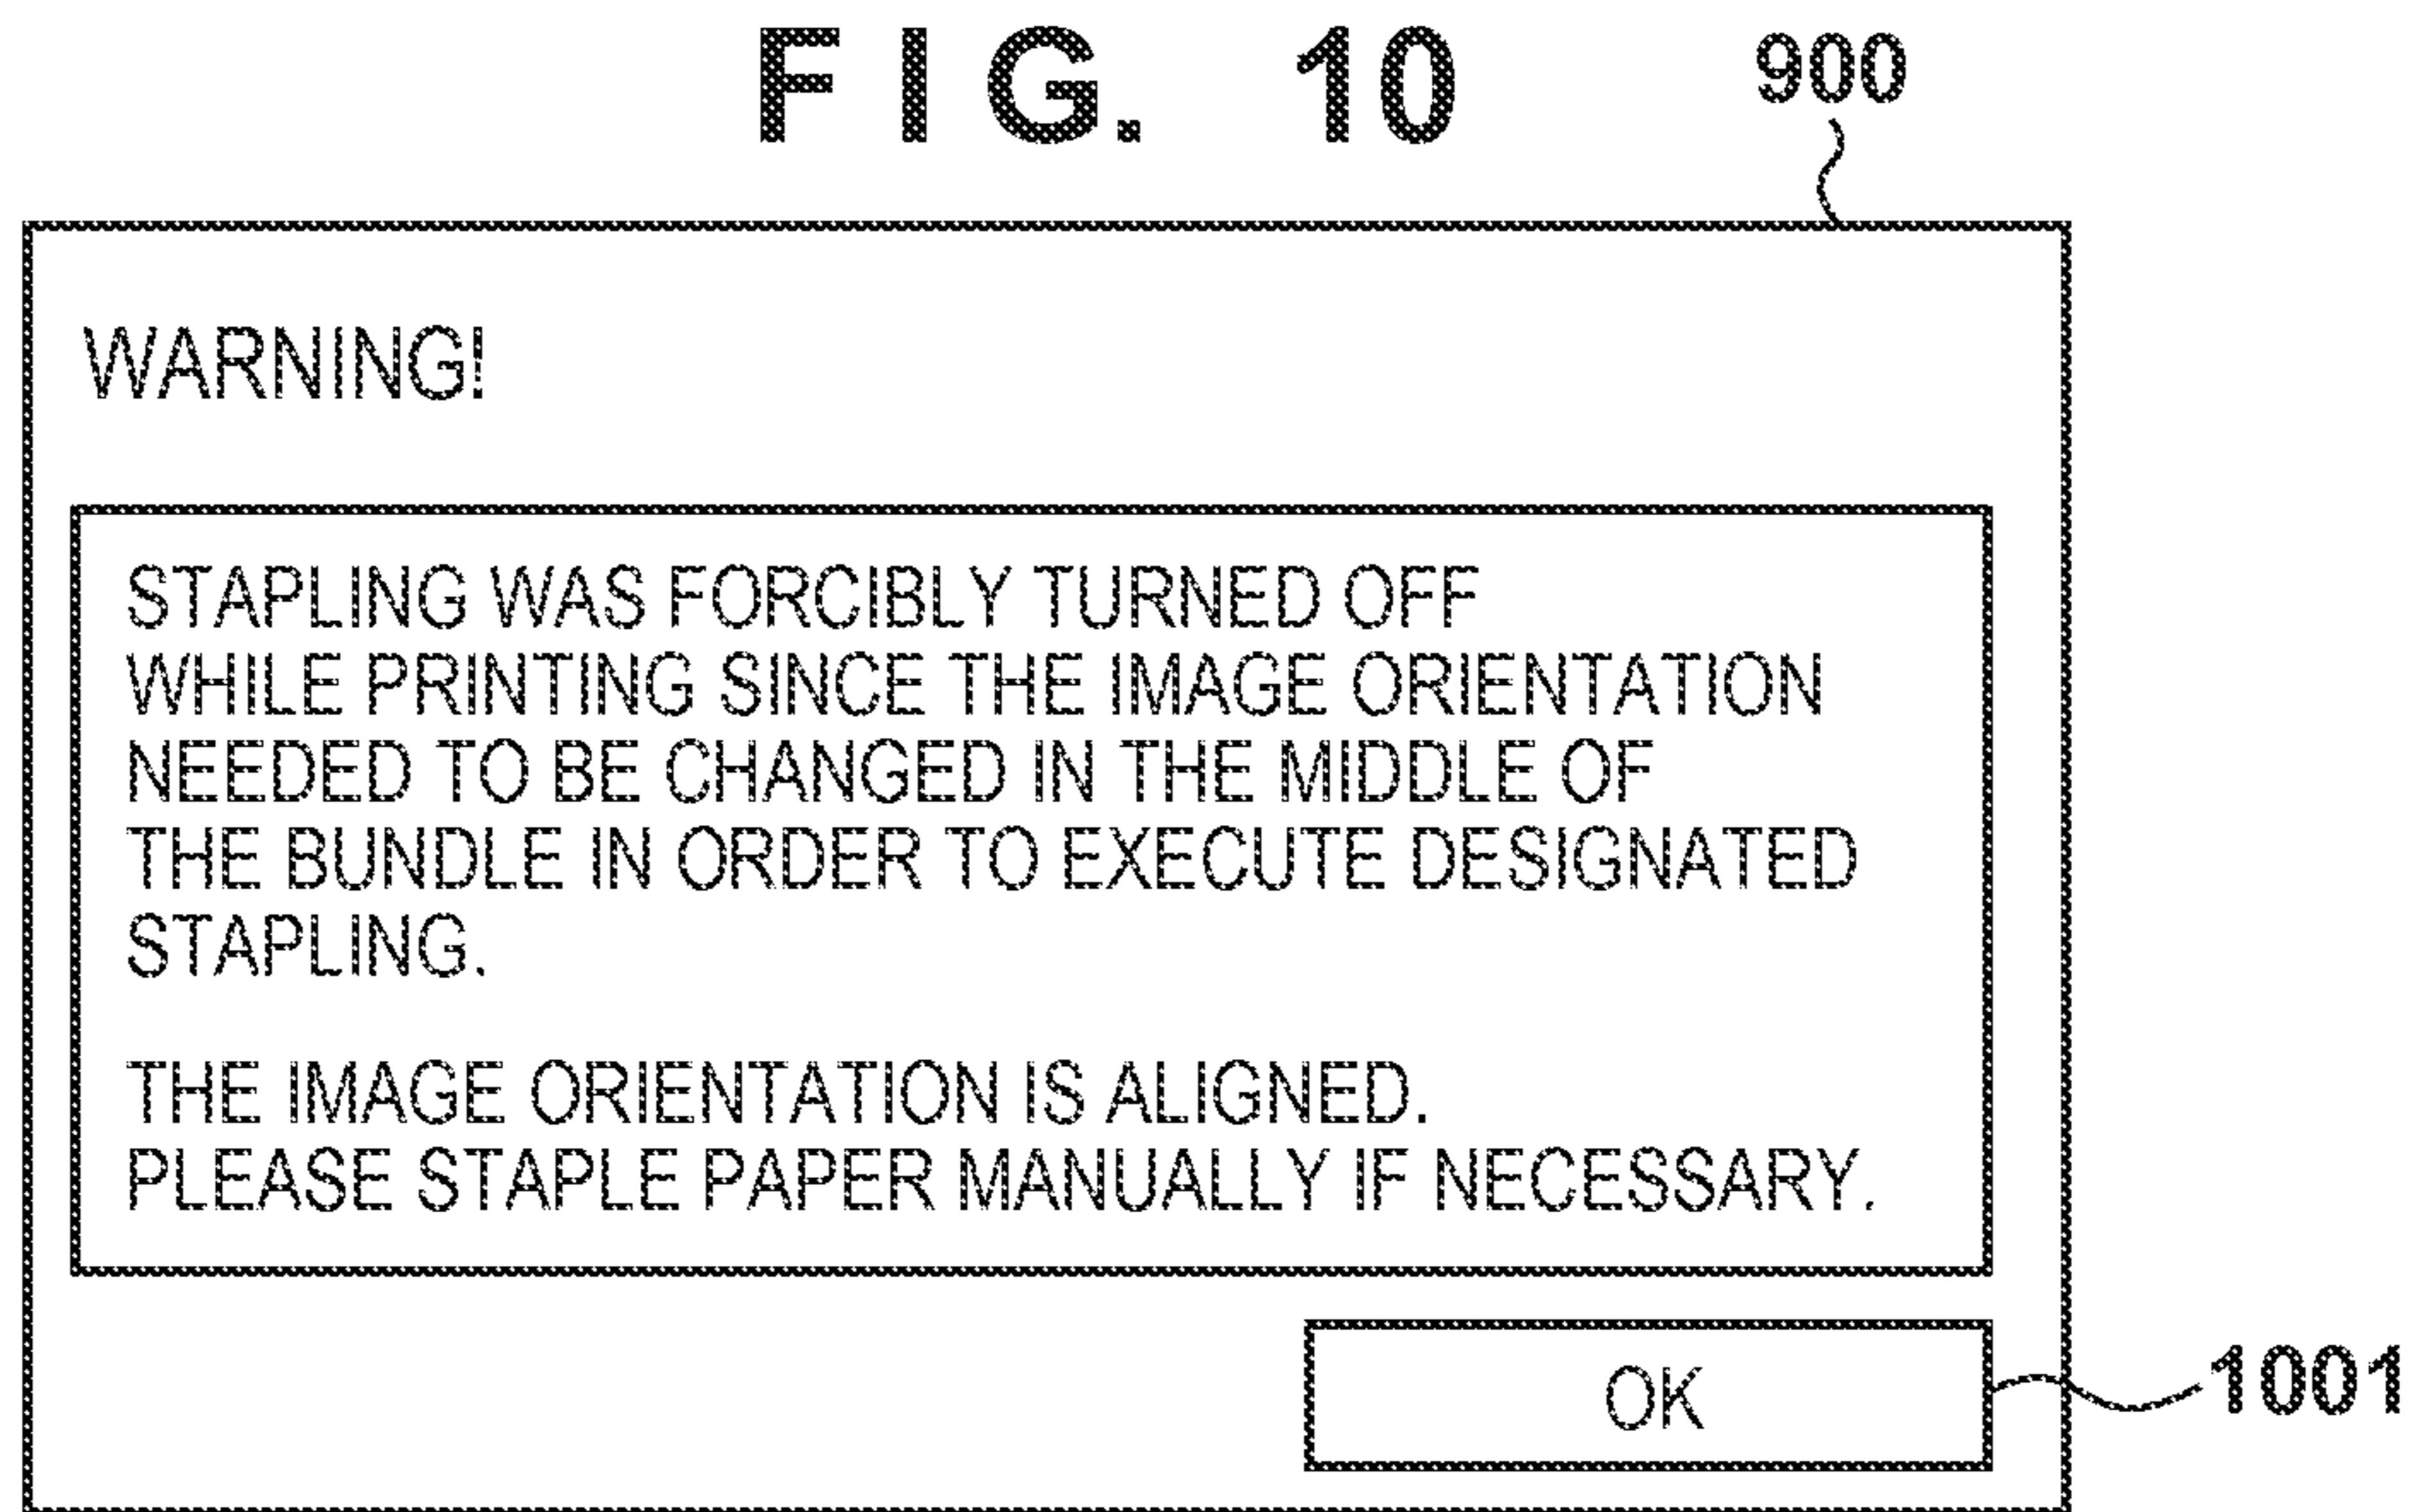 FIG. 10
900
WARNING!
STAPLING WAS FORCIBLY TURNED OFF
WHILE PRINTING SINCE THE IMAGE ORIENTATION
NEEDED TO BE CHANGED IN THE MIDDLE OF
THE BUNDLE IN ORDER TO EXECUTE DESIGNATED
STAPLING.
THE IMAGE ORIENTATION IS ALIGNED.
PLEASE STAPLE PAPER MANUALLY IF NECESSARY.
OK
1001